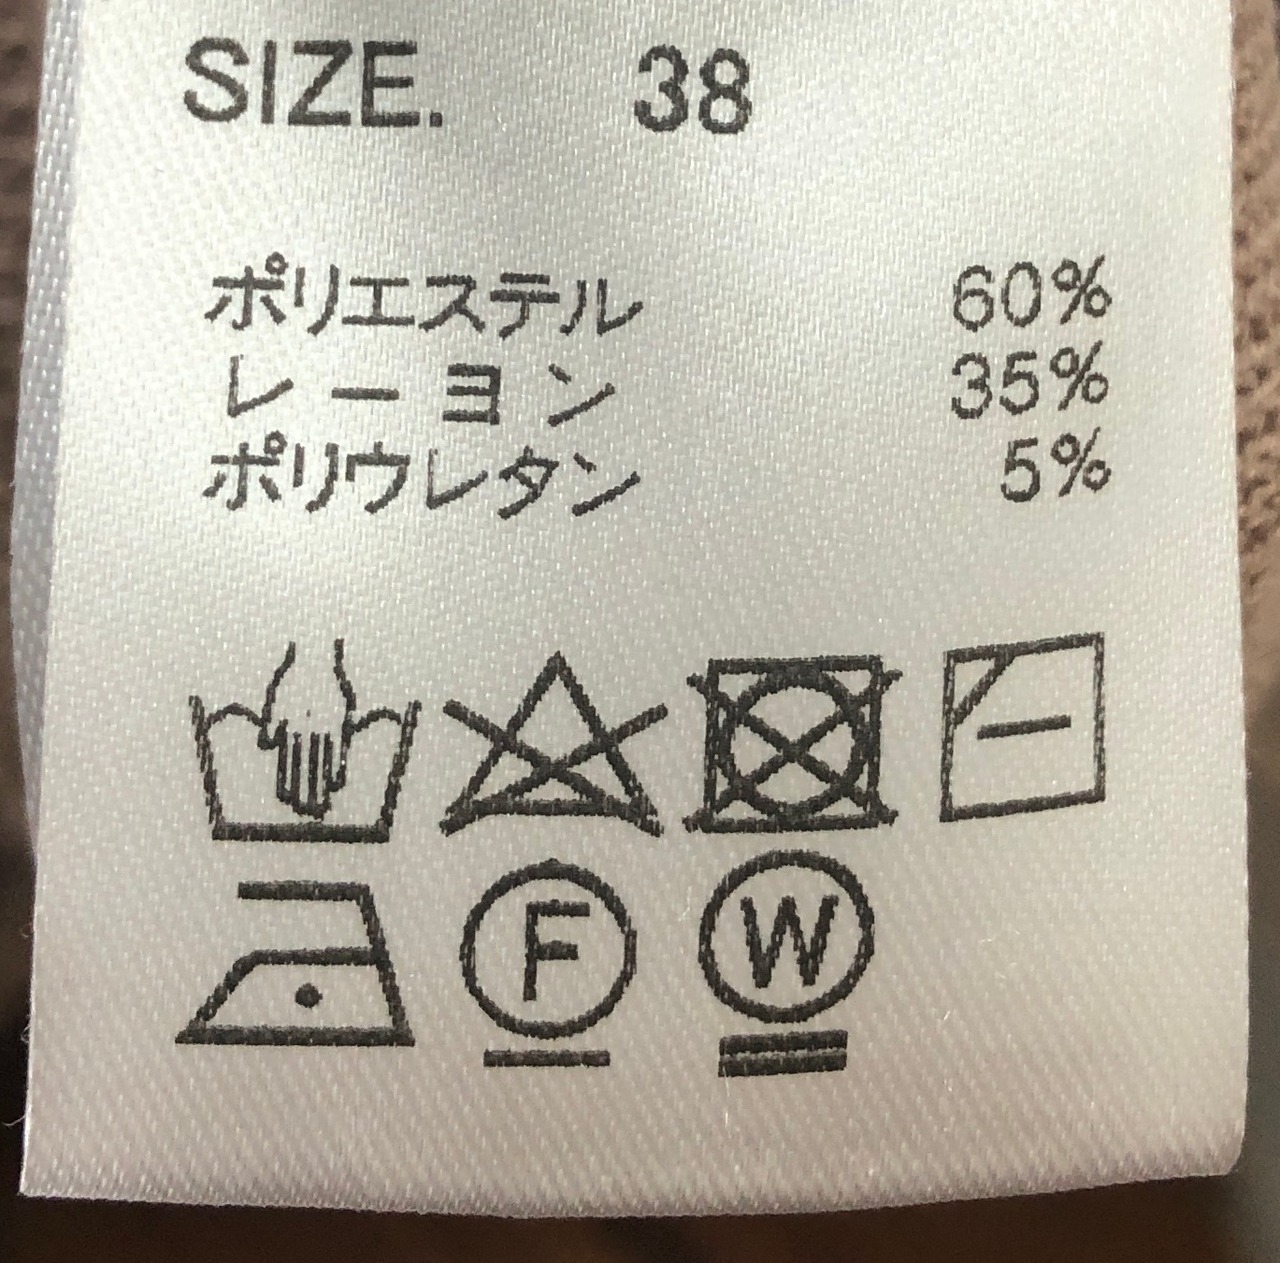 SIZE. 38
ポリエステル 60%
レーヨン 35%
ポリウレタン 5%
F W